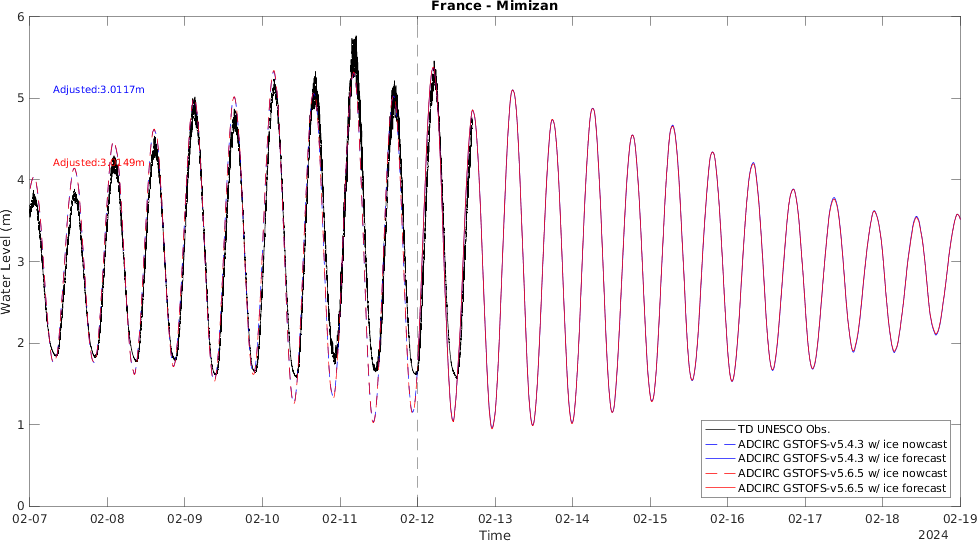 France - Mimizan
6
5
4
3
2
1
0
Water Level (m)
Adjusted:3.0117m
TD UNESCO Obs.
ADCIRC GSTOFS-v5.4.3 w/ ice nowcast
ADCIRC GSTOFS-v5.4.3 w/ ice forecast
ADCIRC GSTOFS-v5.6.5 w/ ice nowcast
ADCIRC GSTOFS-v5.6.5 w/ ice forecast
02-07 02-08 02-09 02-10 02-11 02-12 02-13 02-14 02-15 02-16 02-17 02-18 02-19
Time
2024